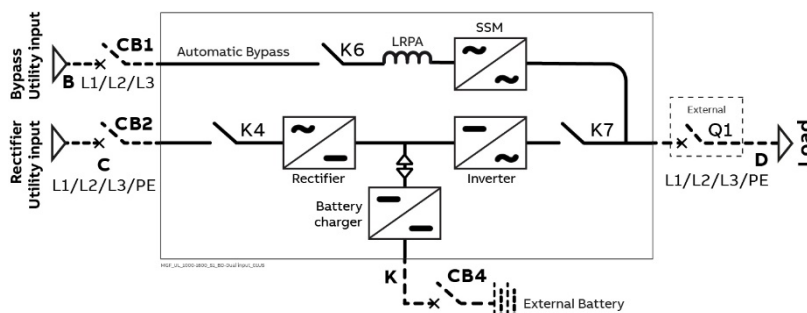 Bypass
Utility input
B
CB1
L1/L2/L3
Automatic Bypass
K6
LRPA
SSM
Rectifier
Utility input
C
CB2
L1/L2/L3/PE
K4
Rectifier
Inverter
K7
External
Q1
D
Load
L1/L2/L3/PE
Battery
charger
K
CB4
External Battery